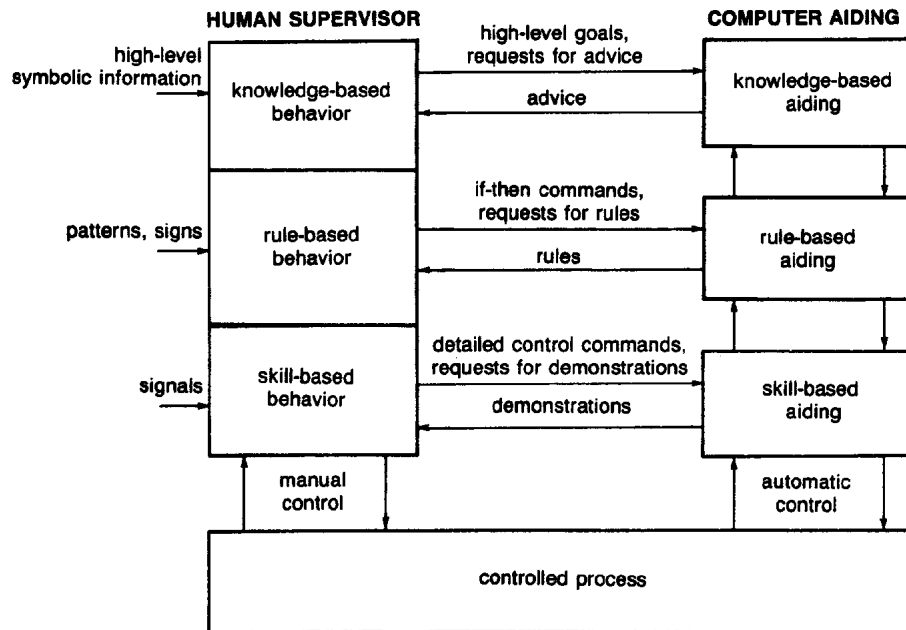 HUMAN SUPERVISOR
COMPUTER AIDING
high-level
symbolic information
knowledge-based
behavior
high-level goals,
requests for advice
advice
knowledge-based
aiding
patterns, signs
rule-based
behavior
if-then commands,
requests for rules
rules
rule-based
aiding
signals
skill-based
behavior
detailed control commands,
requests for demonstrations
demonstrations
skill-based
aiding
manual
control
automatic
control
controlled process